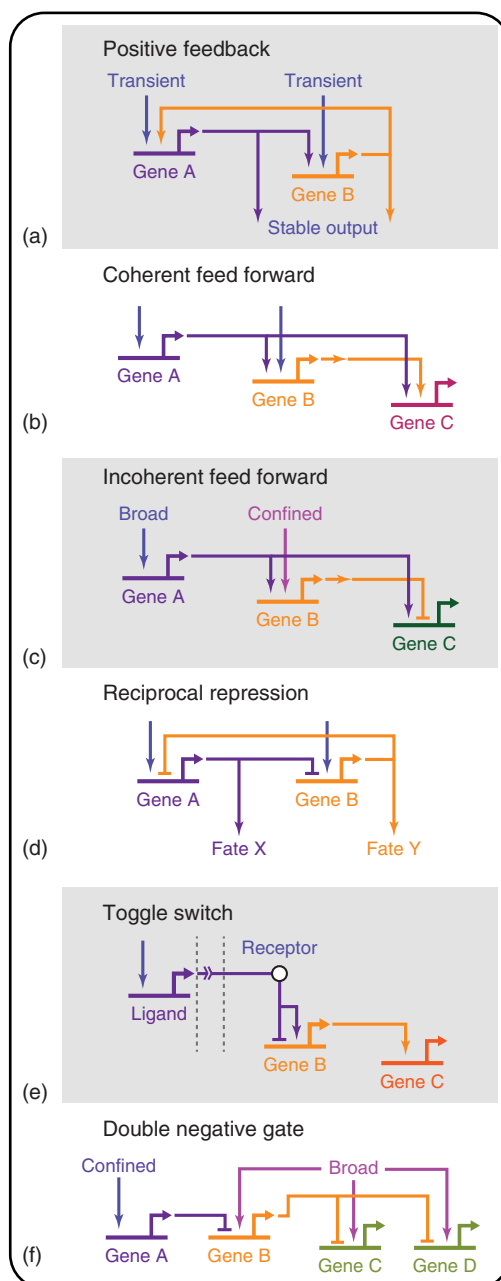 Positive feedback
Transient Transient
Gene A
Gene B
Stable output
(a)
Coherent feed forward
Gene A
Gene B
Gene C
(b)
Incoherent feed forward
Broad Confined
Gene A
Gene B
Gene C
(c)
Reciprocal repression
Gene A Gene B
Fate X Fate Y
(d)
Toggle switch
Receptor
Ligand
Gene B
Gene C
(e)
Double negative gate
Confined Broad
Gene A Gene B Gene C Gene D
(f)